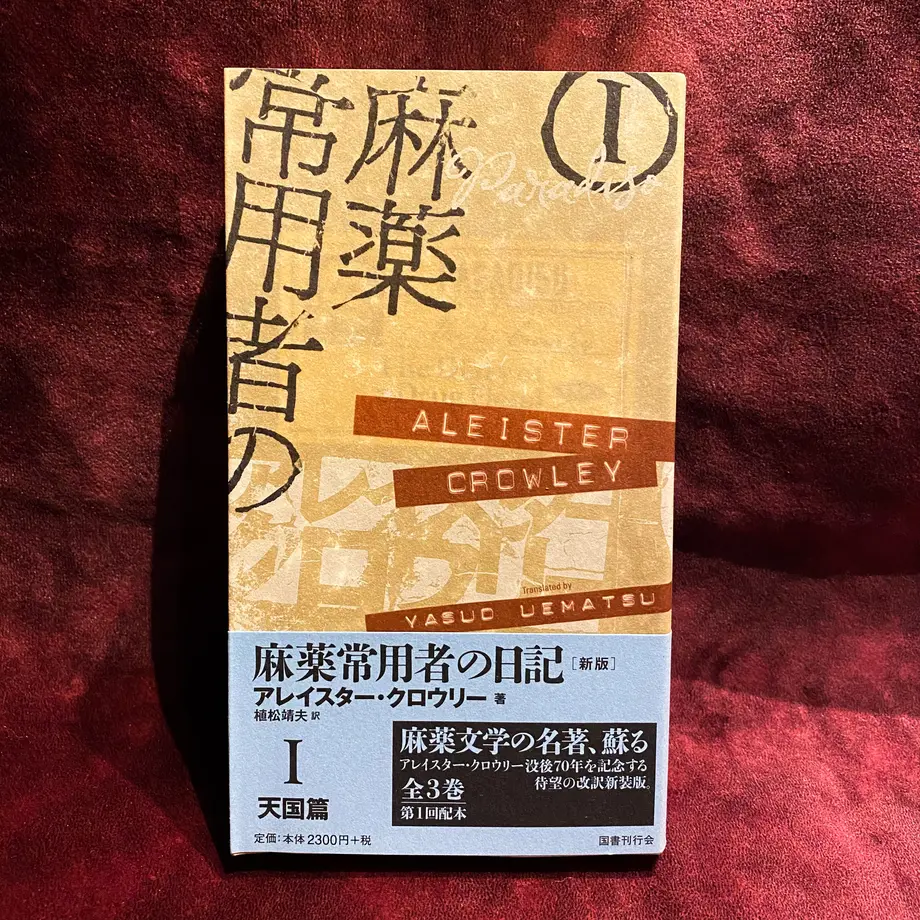 麻薬
常用者の
I
Paradiso
ALEISTER
CROWLEY
Translated by
YASUO UEMATSU
麻薬常用者の日記[新版]
アレイスター・クロウリー 著
植松靖夫 訳
I
天国篇
定価:本体2300円+税
麻薬文学の名著、蘇る
アレイスター・クロウリー没後70年を記念する
待望の改訳新装版。
全3巻
第1回配本
国書刊行会